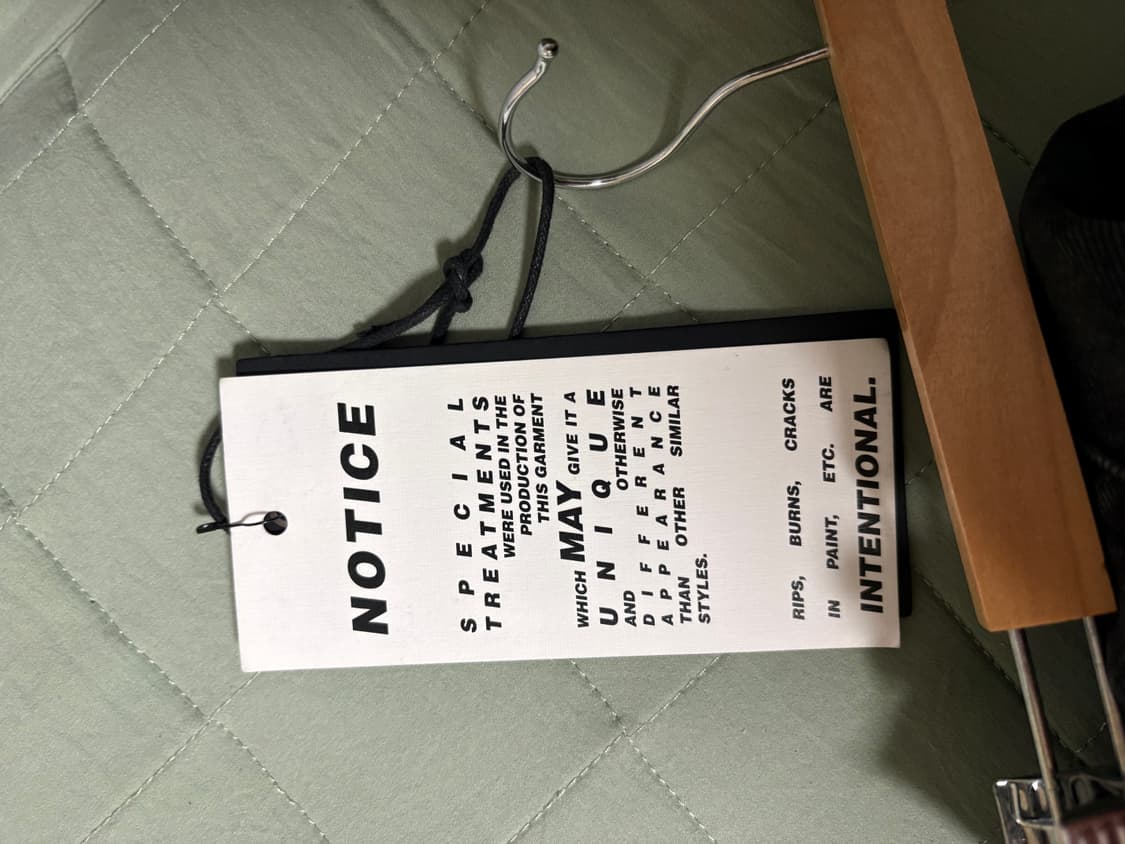 NOTICE
SPECIAL
TREATMENTS
WERE USED IN THE
PRODUCTION OF
THIS GARMENT
WHICH MAY GIVE IT A
UNIQUE
AND OTHERWISE
DIFFERENT
APPEARANCE
THAN OTHER SIMILAR
STYLES.
RIPS, BURNS, CRACKS
IN PAINT, ETC. ARE
INTENTIONAL.